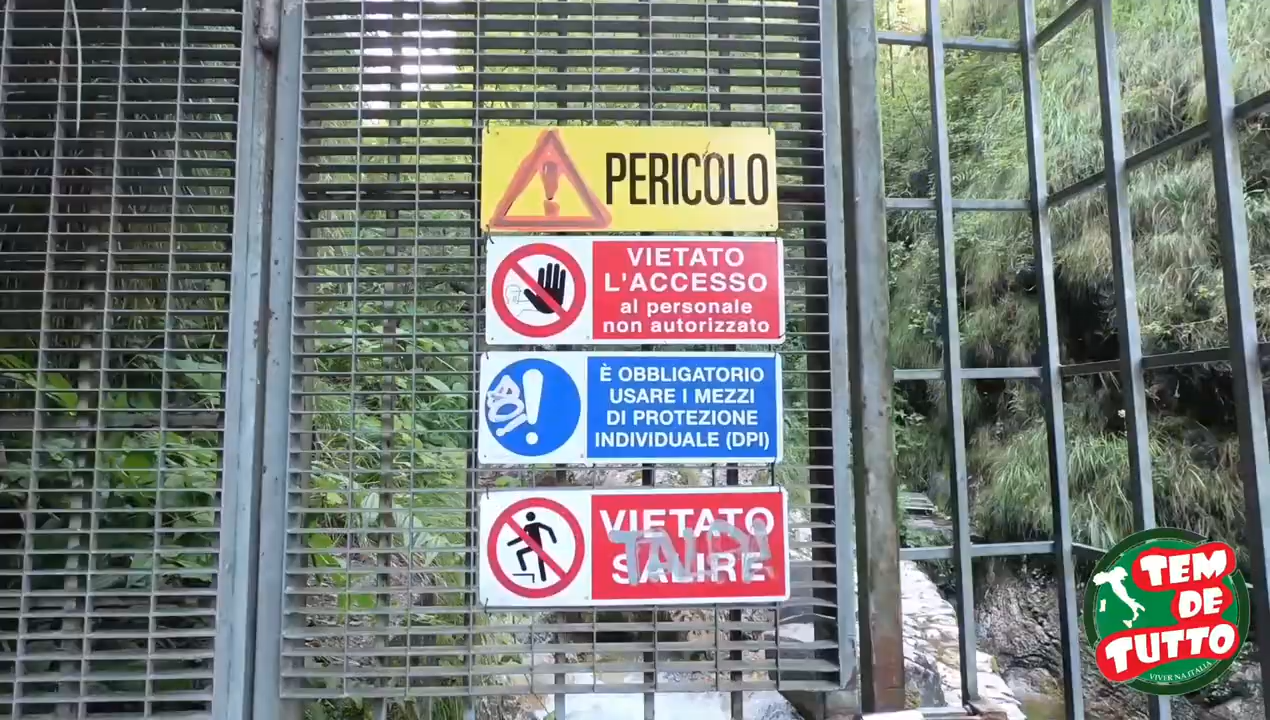 PERICOLO
VIETATO
L'ACCESSO
al personale
non autorizzato
È OBBLIGATORIO
USARE I MEZZI
DI PROTEZIONE
INDIVIDUALE (DPI)
VIETATO
SALIRE
TEM
DE
TUTTO
VIVER NA ITALIA